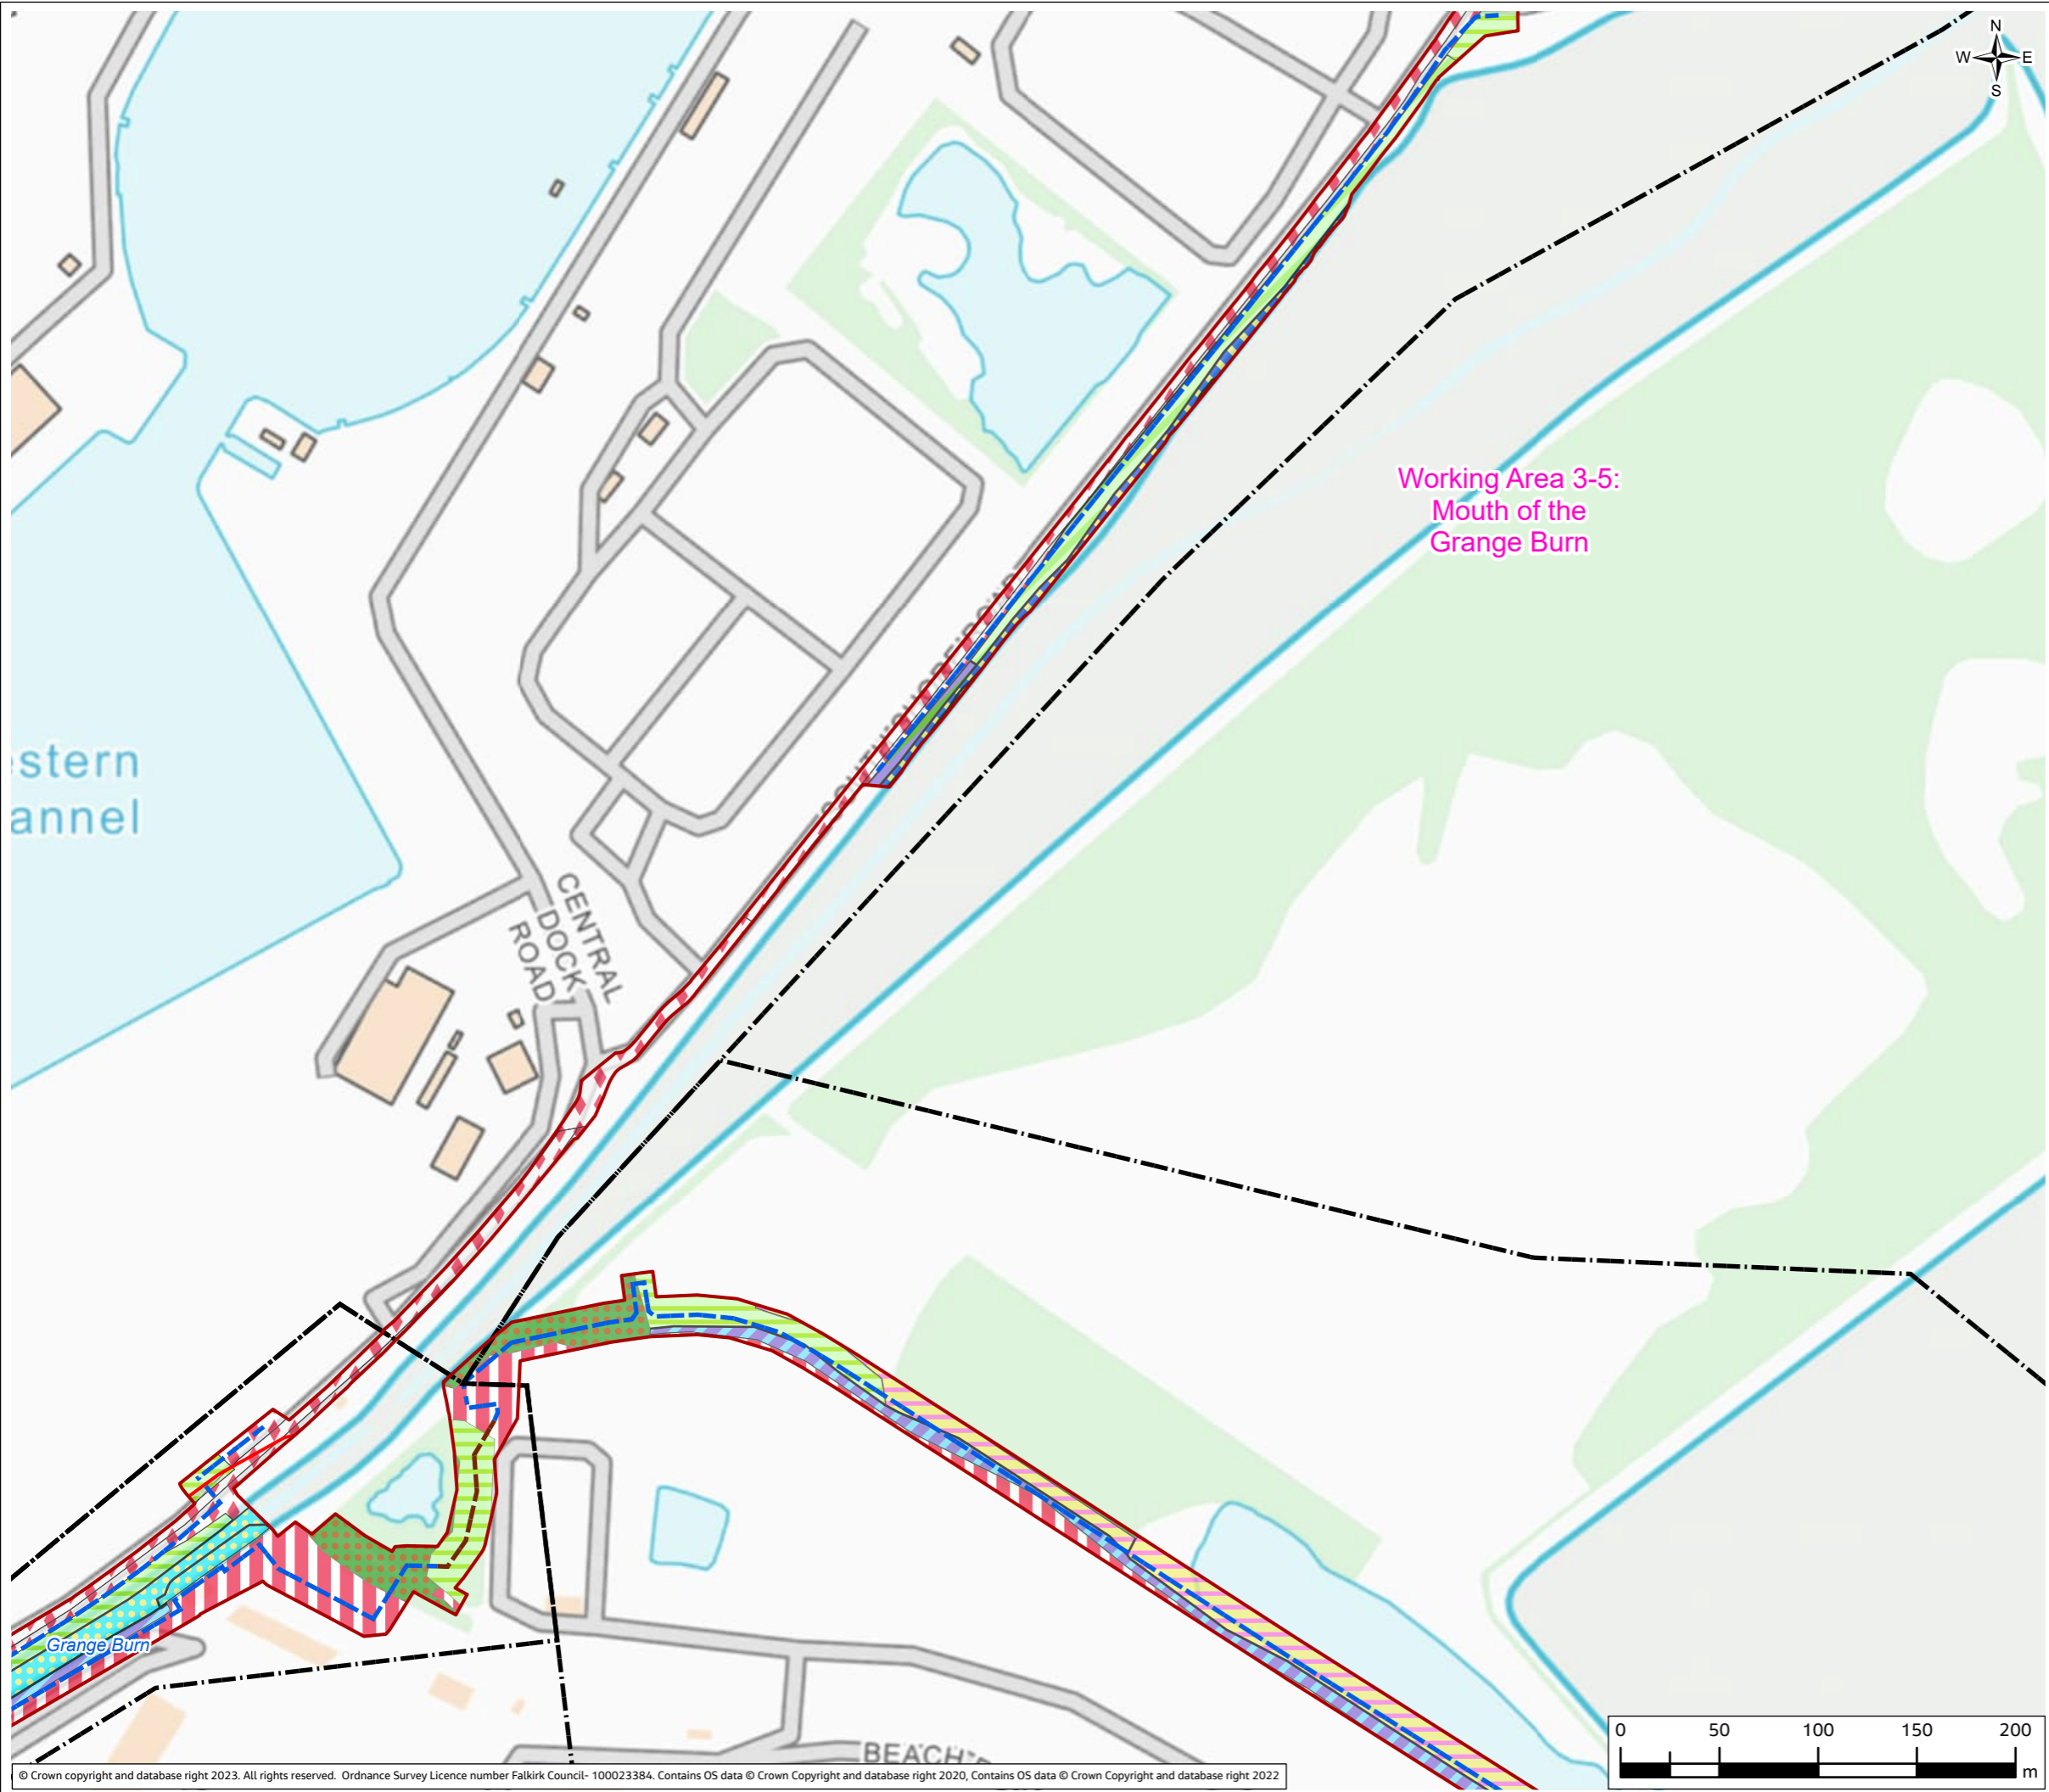 N
W E
S
Working Area 3-5:
Mouth of the
Grange Burn
stern
annel
CENTRAL
DOCK
ROAD
Grange Burn
BEACH
0 50 100 150 200
m
© Crown copyright and database right 2023. All rights reserved. Ordnance Survey Licence number Falkirk Council- 100023384. Contains OS data © Crown Copyright and database right 2020, Contains OS data © Crown Copyright and database right 2022